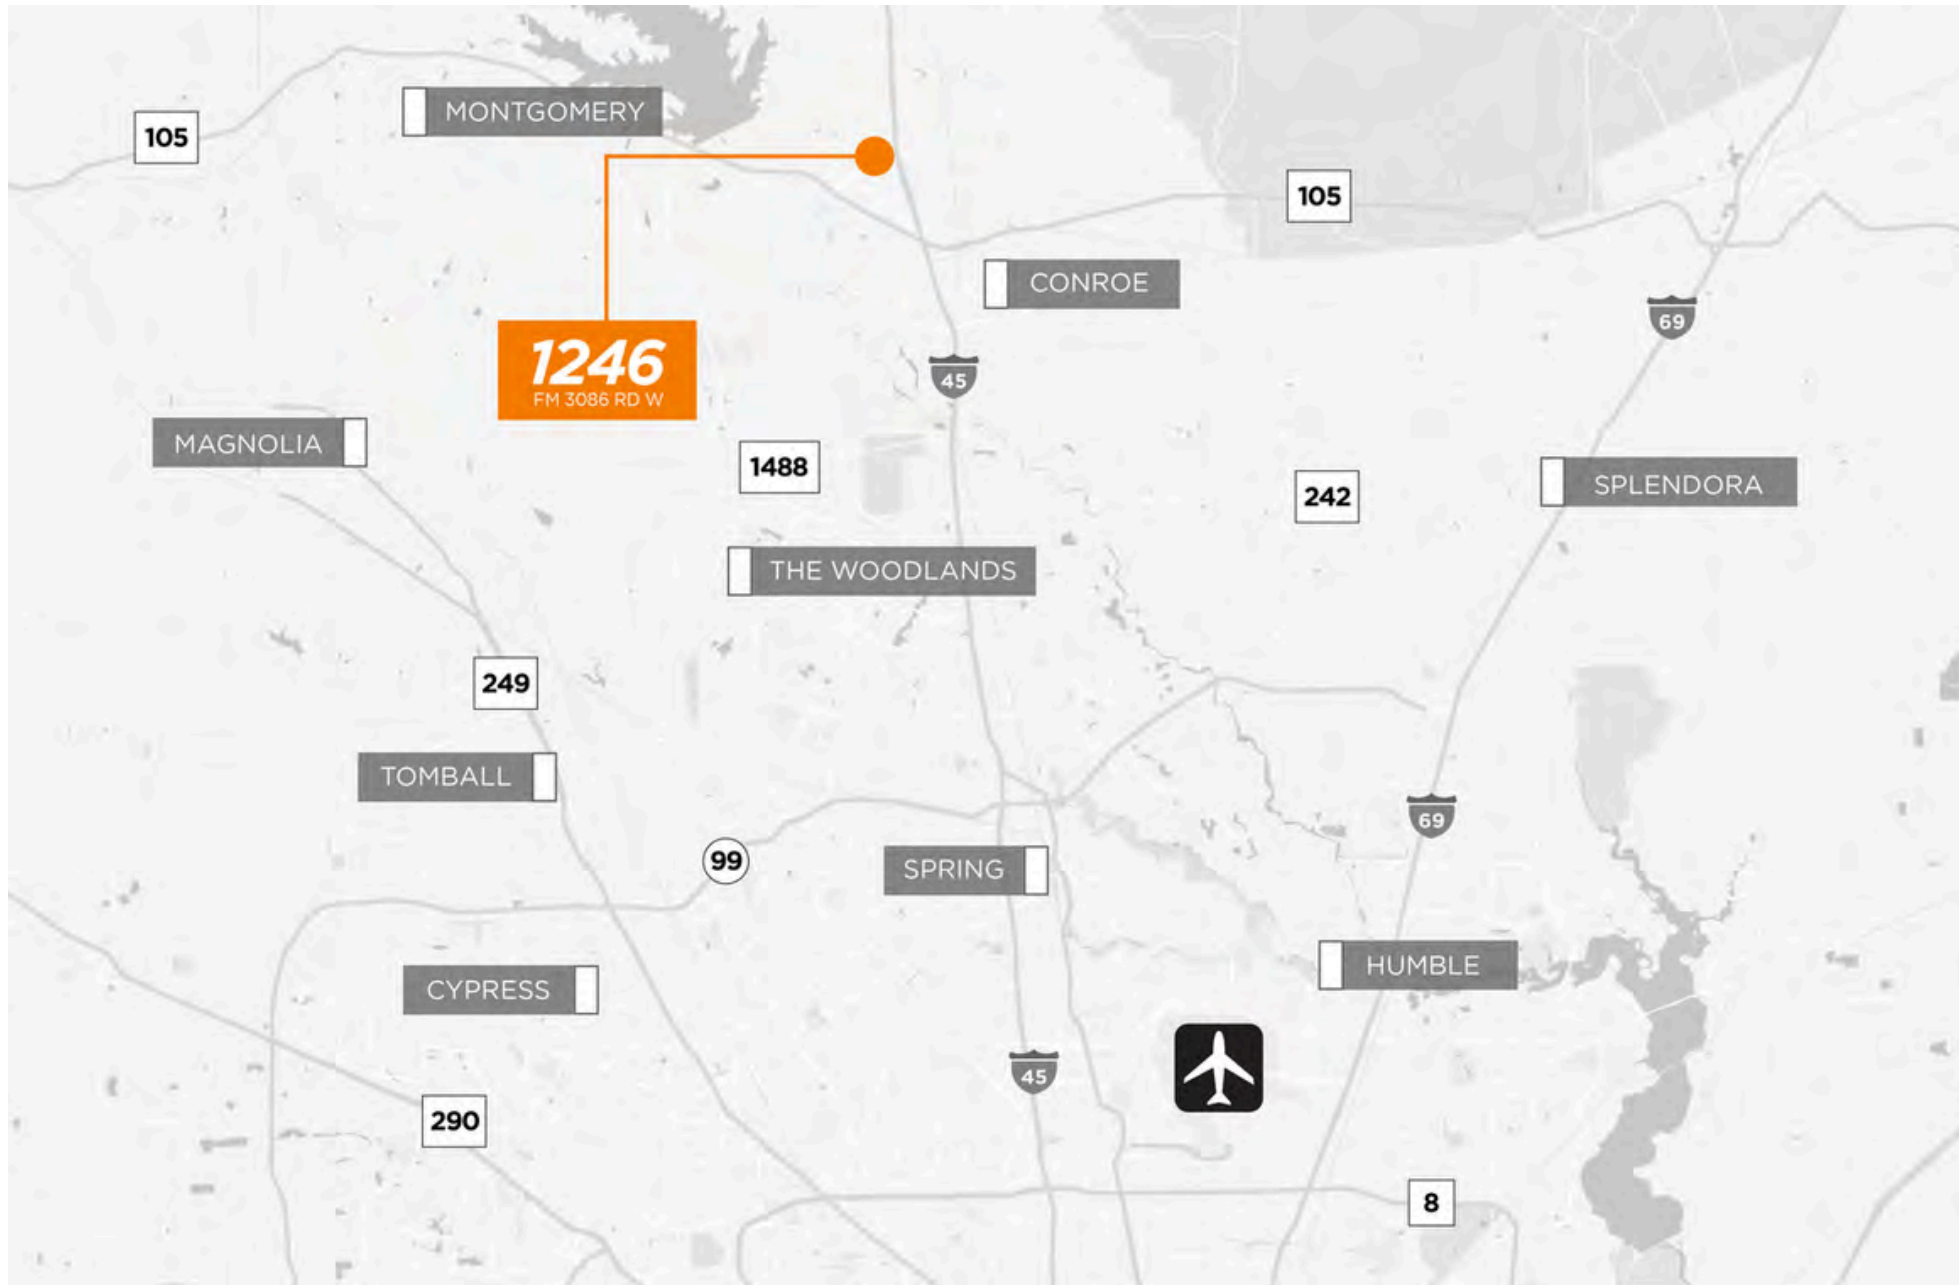 MONTGOMERY
105
105
CONROE
69
1246
FM 3086 RD W
45
MAGNOLIA
1488
242
SPLENDORA
THE WOODLANDS
249
TOMBALL
69
99
SPRING
HUMBLE
CYPRESS
45
290
8